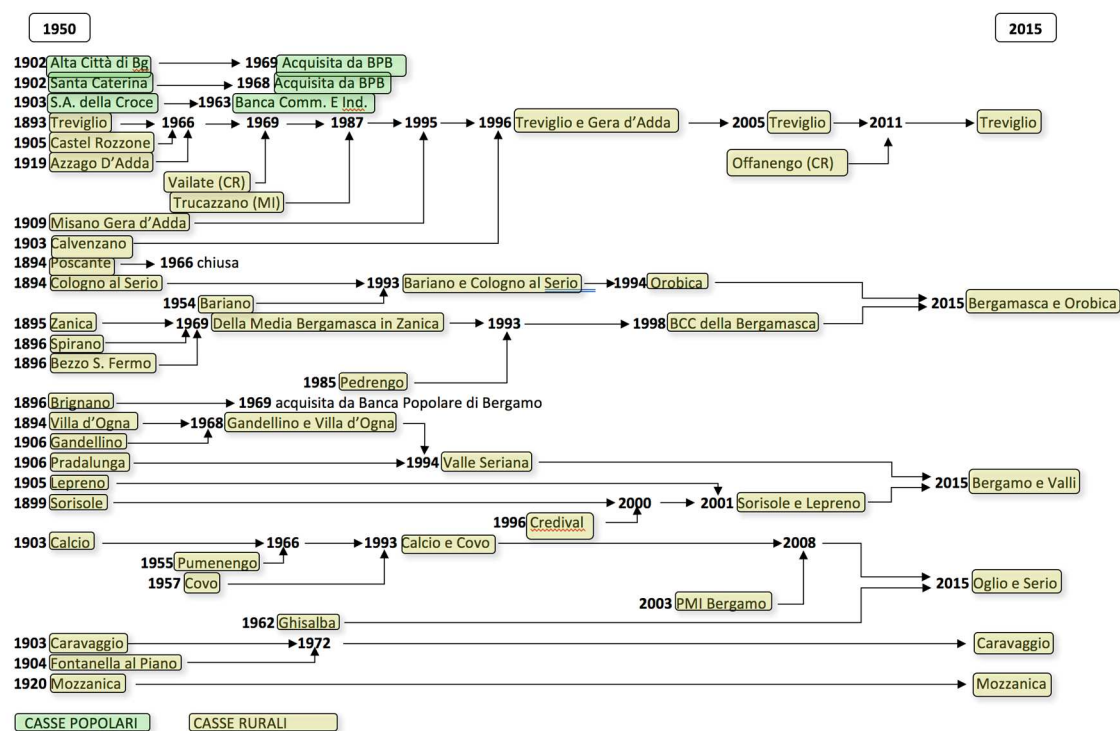 1950 2015
1902 Alta Città di Bg 1969 Acquisita da BPB
1902 Santa Caterina 1968 Acquisita da BPB
1903 S.A. della Croce 1963 Banca Comm. E Ind.
1893 Treviglio 1966 1969 1987 1995 1996 Treviglio e Gera d'Adda 2005 Treviglio 2011 Treviglio
1905 Castel Rozzone
1919 Azzago D'Adda Offanengo (CR)
Vailate (CR)
Trucazzano (MI)
1909 Misano Gera d'Adda
1903 Calvenzano
1894 Poscante 1966 chiusa
1894 Cologno al Serio 1993 Bariano e Cologno al Serio 1994 Orobica
1954 Bariano 2015 Bergamasca e Orobica
1895 Zanica 1969 Della Media Bergamasca in Zanica 1993 1998 BCC della Bergamasca
1896 Spirano
1896 Bezzo S. Fermo
1985 Pedrengo
1896 Brignano 1969 acquisita da Banca Popolare di Bergamo
1894 Villa d'Ogna 1968 Gandellino e Villa d'Ogna
1906 Gandellino
1906 Pradalunga 1994 Valle Seriana
1905 Lepreno 2015 Bergamo e Valli
1899 Sorisole 2000 2001 Sorisole e Lepreno
1996 Credival
1903 Calcio 1966 1993 Calcio e Covo 2008
1955 Pumenengo
1957 Covo 2015 Oglio e Serio
2003 PMI Bergamo
1962 Ghisalba
1903 Caravaggio 1972 Caravaggio
1904 Fontanella al Piano
1920 Mozzanica Mozzanica
CASSE POPOLARI CASSE RURALI